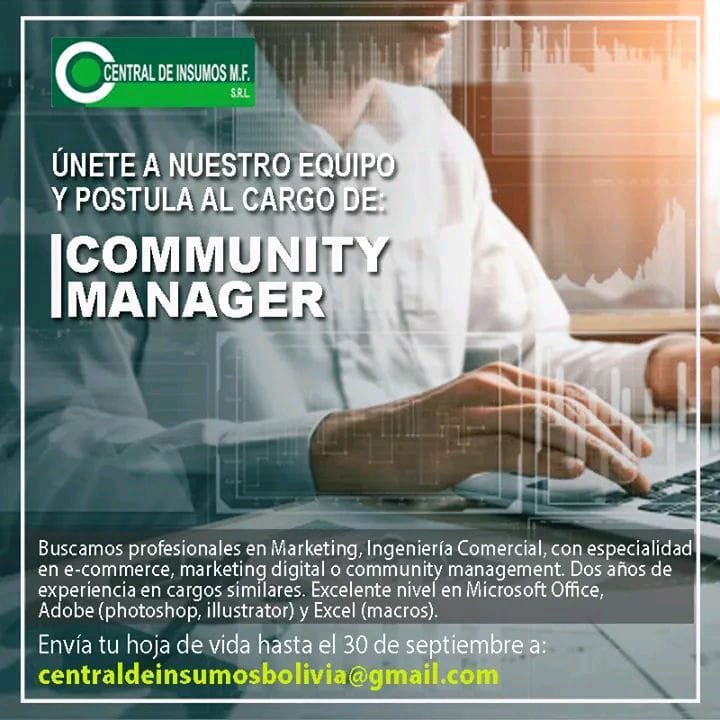 CENTRAL DE INSUMOS M.F.
S.R.L.
ÚNETE A NUESTRO EQUIPO
Y POSTULA AL CARGO DE:
COMMUNITY
MANAGER
Buscamos profesionales en Marketing, Ingeniería Comercial, con especialidad
en e-commerce, marketing digital o community management. Dos años de
experiencia en cargos similares. Excelente nivel en Microsoft Office,
Adobe (photoshop, illustrator) y Excel (macros).
Envía tu hoja de vida hasta el 30 de septiembre a:
centraldeinsumosbolivia@gmail.com